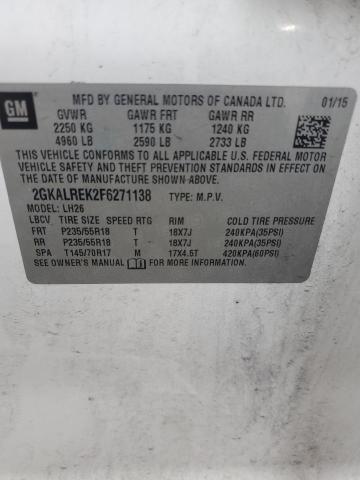 GM
MFD BY GENERAL MOTORS OF CANADA LTD. 01/15
GVWR GAWR FRT GAWR RR
2250 KG 1175 KG 1240 KG
4960 LB 2590 LB 2733 LB
THIS VEHICLE CONFORMS TO ALL APPLICABLE U.S. FEDERAL MOTOR
VEHICLE SAFETY AND THEFT PREVENTION STANDARDS IN EFFECT ON THE
DATE OF MANUFACTURE SHOWN ABOVE.
2GKALREK2F6271138 TYPE: M.P.V.
MODEL: LH26
LBCV TIRE SIZE SPEED RTG RIM COLD TIRE PRESSURE
FRT P235/55R18 T 18X7J 240KPA(35PSI)
RR P235/55R18 T 18X7J 240KPA(35PSI)
SPA T145/70R17 M 17X4.5T 420KPA(60PSI)
SEE OWNER'S MANUAL FOR MORE INFORMATION.